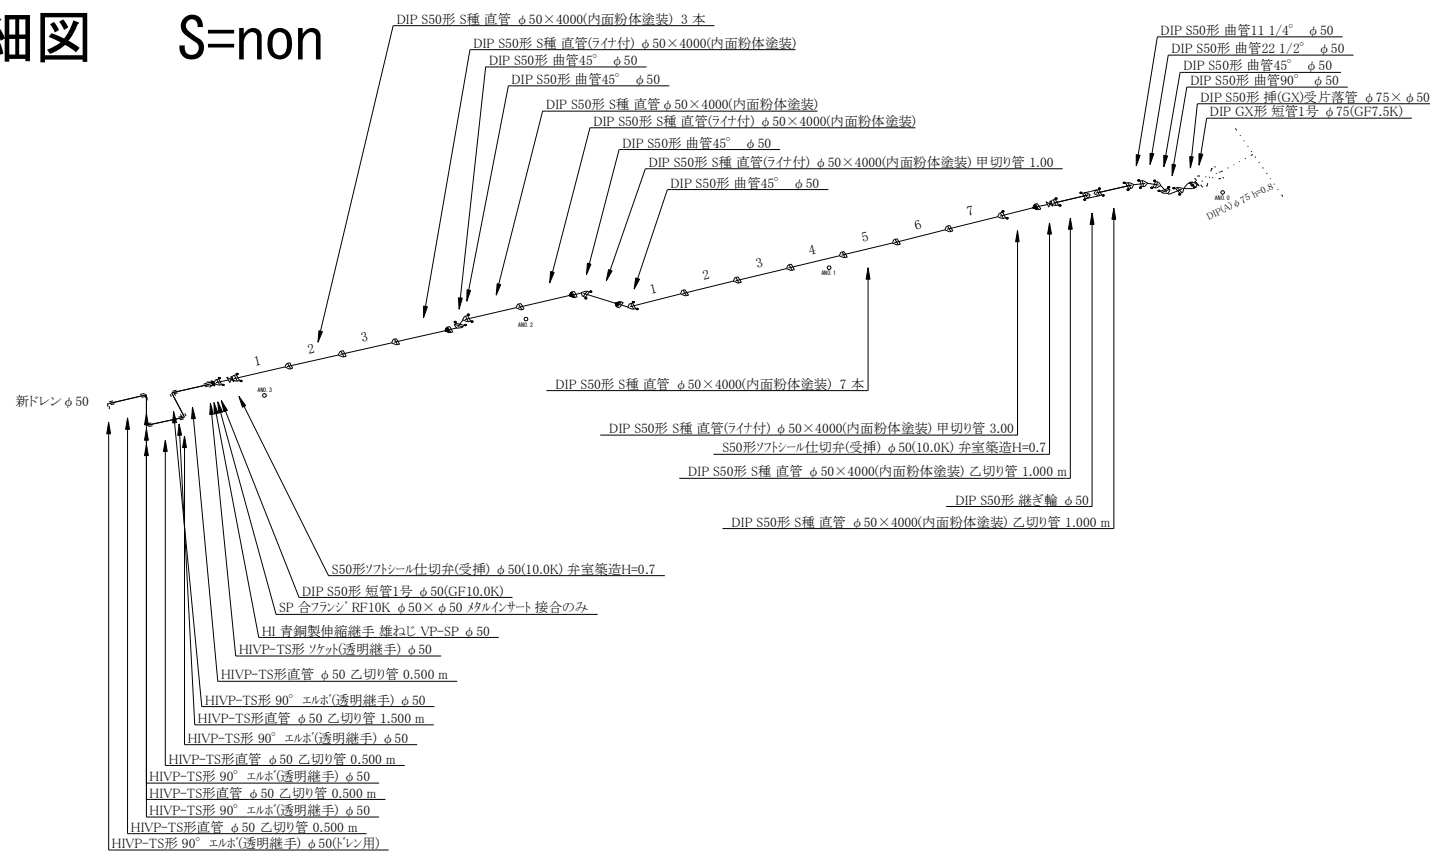 細図　S=non
DIP S50形 S種 直管 φ50×4000(内面粉体塗装) 3 本
DIP S50形 S種 直管(ライナ付) φ50×4000(内面粉体塗装)
DIP S50形 曲管45° φ50
DIP S50形 曲管45° φ50
DIP S50形 S種 直管 φ50×4000(内面粉体塗装)
DIP S50形 S種 直管(ライナ付) φ50×4000(内面粉体塗装)
DIP S50形 曲管45° φ50
DIP S50形 S種 直管(ライナ付) φ50×4000(内面粉体塗装) 甲切り管 1.00
DIP S50形 曲管45° φ50
DIP S50形 曲管11 1/4° φ50
DIP S50形 曲管22 1/2° φ50
DIP S50形 曲管45° φ50
DIP S50形 曲管90° φ50
DIP S50形 挿(GX)受片落管 φ75×φ50
DIP GX形 短管1号 φ75(GF7.5K)
ANO.0
DIP(A) φ75 h=0.8
1 2 3 4 5 6 7
ANO.1
ANO.2
1 2 3
ANO.3
新ドレンφ50
DIP S50形 S種 直管 φ50×4000(内面粉体塗装) 7 本
DIP S50形 S種 直管(ライナ付) φ50×4000(内面粉体塗装) 甲切り管 3.00
S50形ソフトシール仕切弁(受挿) φ50(10.0K) 弁室築造H=0.7
DIP S50形 S種 直管 φ50×4000(内面粉体塗装) 乙切り管 1.000 m
DIP S50形 継ぎ輪 φ50
DIP S50形 S種 直管 φ50×4000(内面粉体塗装) 乙切り管 1.000 m
S50形ソフトシール仕切弁(受挿) φ50(10.0K) 弁室築造H=0.7
DIP S50形 短管1号 φ50(GF10.0K)
SP 合フランジ RF10K φ50×φ50 メタルインサート 接合のみ
HI 青銅製伸縮継手 雄ねじ VP-SP φ50
HIVP-TS形 ソケット(透明継手) φ50
HIVP-TS形直管 φ50 乙切り管 0.500 m
HIVP-TS形 90° エルボ(透明継手) φ50
HIVP-TS形直管 φ50 乙切り管 1.500 m
HIVP-TS形 90° エルボ(透明継手) φ50
HIVP-TS形直管 φ50 乙切り管 0.500 m
HIVP-TS形 90° エルボ(透明継手) φ50
HIVP-TS形直管 φ50 乙切り管 0.500 m
HIVP-TS形 90° エルボ(透明継手) φ50
HIVP-TS形直管 φ50 乙切り管 0.500 m
HIVP-TS形 90° エルボ(透明継手) φ50(ドレン用)